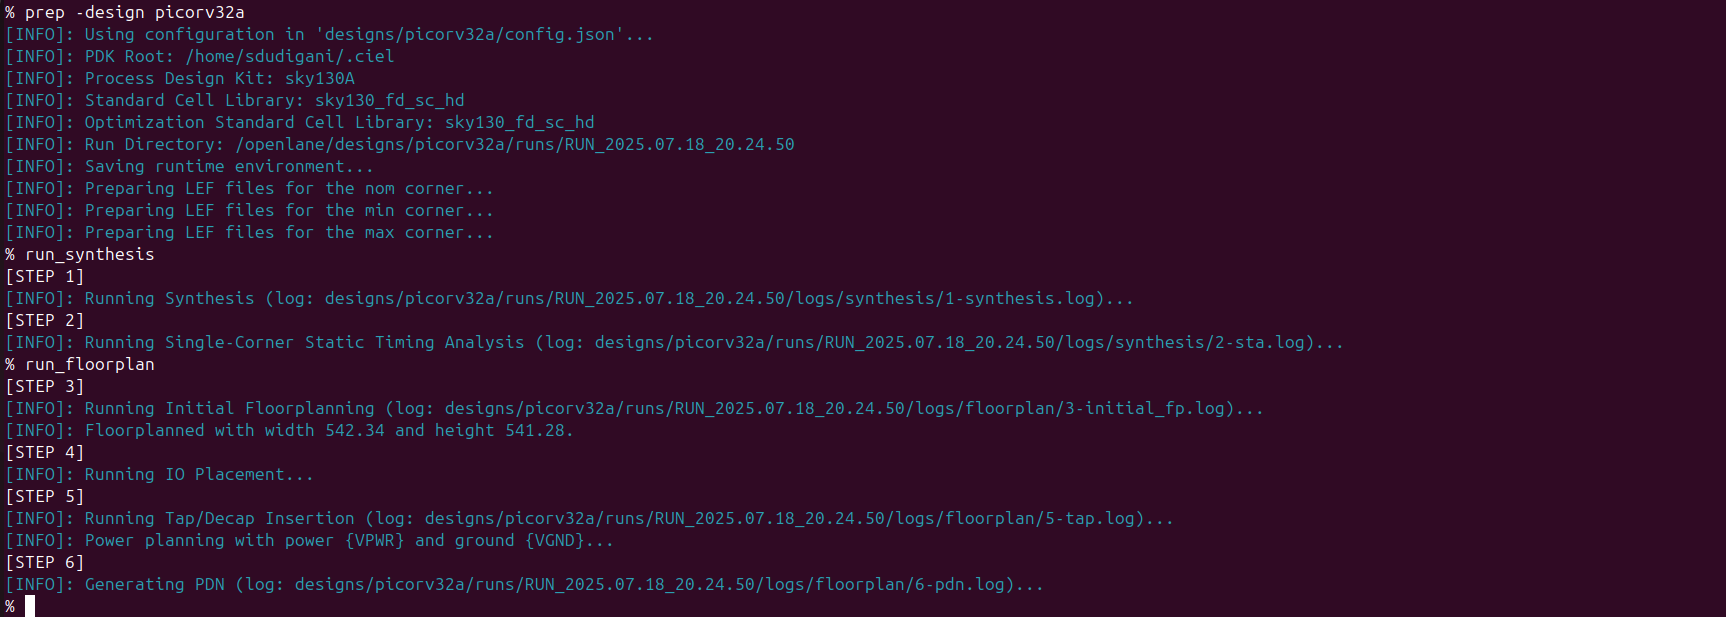 % prep -design picorv32a
[INFO]: Using configuration in 'designs/picorv32a/config.json'...
[INFO]: PDK Root: /home/sdudigani/.ciel
[INFO]: Process Design Kit: sky130A
[INFO]: Standard Cell Library: sky130_fd_sc_hd
[INFO]: Optimization Standard Cell Library: sky130_fd_sc_hd
[INFO]: Run Directory: /openlane/designs/picorv32a/runs/RUN_2025.07.18_20.24.50
[INFO]: Saving runtime environment...
[INFO]: Preparing LEF files for the nom corner...
[INFO]: Preparing LEF files for the min corner...
[INFO]: Preparing LEF files for the max corner...
% run_synthesis
[STEP 1]
[INFO]: Running Synthesis (log: designs/picorv32a/runs/RUN_2025.07.18_20.24.50/logs/synthesis/1-synthesis.log)...
[STEP 2]
[INFO]: Running Single-Corner Static Timing Analysis (log: designs/picorv32a/runs/RUN_2025.07.18_20.24.50/logs/synthesis/2-sta.log)...
% run_floorplan
[STEP 3]
[INFO]: Running Initial Floorplanning (log: designs/picorv32a/runs/RUN_2025.07.18_20.24.50/logs/floorplan/3-initial_fp.log)...
[INFO]: Floorplanned with width 542.34 and height 541.28.
[STEP 4]
[INFO]: Running IO Placement...
[STEP 5]
[INFO]: Running Tap/Decap Insertion (log: designs/picorv32a/runs/RUN_2025.07.18_20.24.50/logs/floorplan/5-tap.log)...
[INFO]: Power planning with power {VPWR} and ground {VGND}...
[STEP 6]
[INFO]: Generating PDN (log: designs/picorv32a/runs/RUN_2025.07.18_20.24.50/logs/floorplan/6-pdn.log)...
%